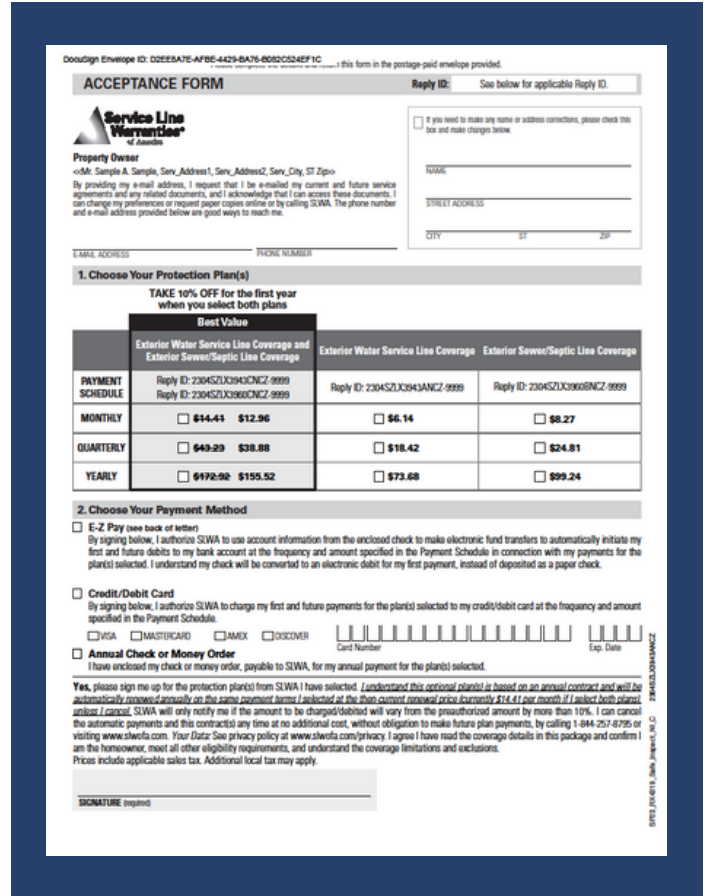 DocuSign Envelope ID: D2EE8A7E-AFBE-4429-BA76-B082C524EF1C
this form in the postage-paid envelope provided.
ACCEPTANCE FORM
Reply ID: See below for applicable Reply ID.
Service Line
Warranties®
of America
If you need to make any name or address corrections, please check this
box and make changes below.
Property Owner
<<Mr. Sample A. Sample, Serv_Address1, Serv_Address2, Serv_City, ST Zip>>
By providing my e-mail address, I request that I be e-mailed my current and future service
agreements and any related documents, and I acknowledge that I can access these documents. I
can change my preferences or request paper copies online or by calling SLWA. The phone number
and e-mail address provided below are good ways to reach me.
NAME
STREET ADDRESS
CITY ST ZIP
E-MAIL ADDRESS PHONE NUMBER
1. Choose Your Protection Plan(s)
TAKE 10% OFF for the first year
when you select both plans
Best Value
Exterior Water Service Line Coverage and
Exterior Sewer/Septic Line Coverage
Exterior Water Service Line Coverage
Exterior Sewer/Septic Line Coverage
PAYMENT
SCHEDULE
Reply ID: 2304SZLX3943CNCZ-9999
Reply ID: 2304SZLX3960CNCZ-9999
Reply ID: 2304SZLX3943ANCZ-9999
Reply ID: 2304SZLX3960BNCZ-9999
MONTHLY $14.41 $12.96 $6.14 $8.27
QUARTERLY $43.23 $38.88 $18.42 $24.81
YEARLY $172.92 $155.52 $73.68 $99.24
2. Choose Your Payment Method
E-Z Pay (see back of letter)
By signing below, I authorize SLWA to use account information from the enclosed check to make electronic fund transfers to automatically initiate my
first and future debits to my bank account at the frequency and amount specified in the Payment Schedule in connection with my payments for the
plan(s) selected. I understand my check will be converted to an electronic debit for my first payment, instead of deposited as a paper check.
Credit/Debit Card
By signing below, I authorize SLWA to charge my first and future payments for the plan(s) selected to my credit/debit card at the frequency and amount
specified in the Payment Schedule.
VISA MASTERCARD AMEX DISCOVER
Card Number Exp. Date
Annual Check or Money Order
I have enclosed my check or money order, payable to SLWA, for my annual payment for the plan(s) selected.
Yes, please sign me up for the protection plan(s) from SLWA I have selected. I understand this optional plan(s) is based on an annual contract and will be
automatically renewed annually on the same payment terms I selected at the then-current renewal price (currently $14.41 per month if I select both plans)
unless I cancel. SLWA will only notify me if the amount to be charged/debited will vary from the preauthorized amount by more than 10%. I can cancel
the automatic payments and this contract(s) any time at no additional cost, without obligation to make future plan payments, by calling 1-844-257-8795 or
visiting www.slwofa.com. Your Data: See privacy policy at www.slwofa.com/privacy. I agree I have read the coverage details in this package and confirm I
am the homeowner, meet all other eligibility requirements, and understand the coverage limitations and exclusions.
Prices include applicable sales tax. Additional local tax may apply.
SIGNATURE (required)
2304SZLX3943ANCZ